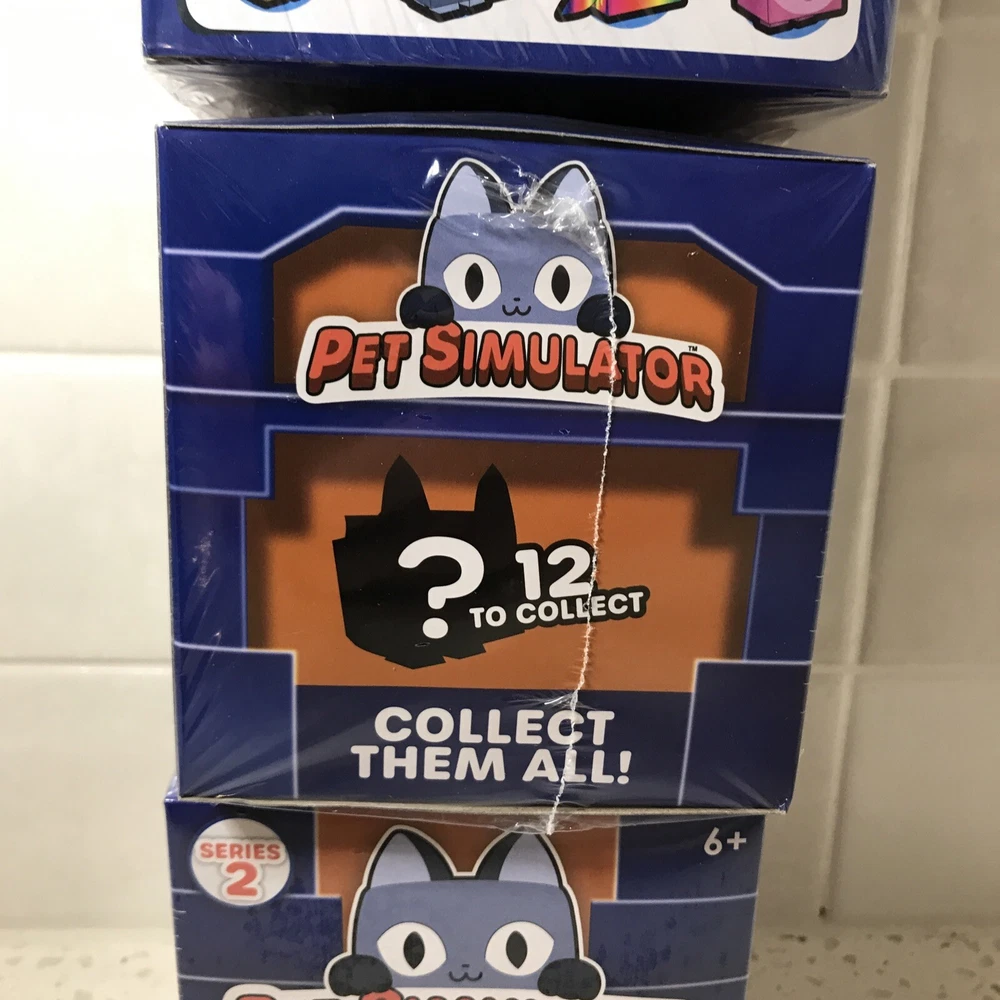 PET SIMULATOR™
?
12
TO COLLECT
COLLECT
THEM ALL!
SERIES
2
6+